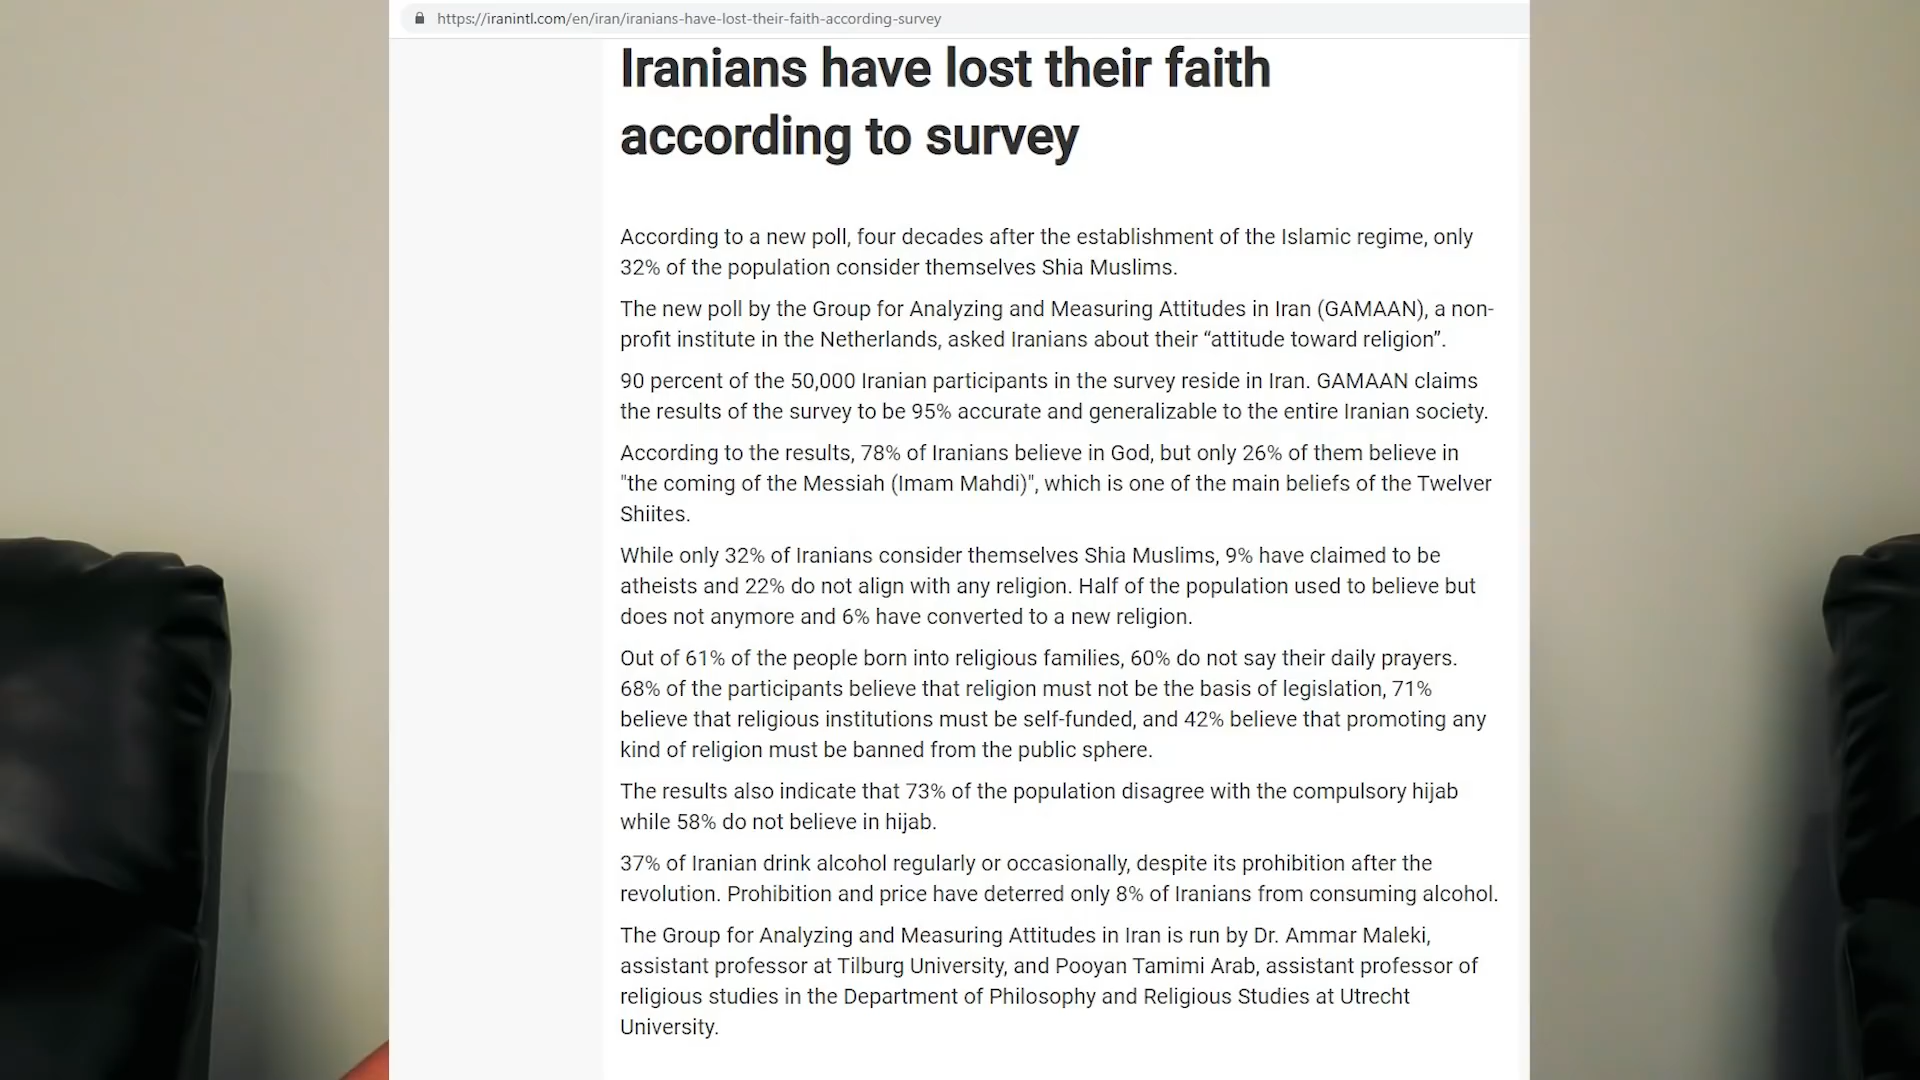 https://iranintl.com/en/iran/iranians-have-lost-their-faith-according-survey
Iranians have lost their faith
according to survey
According to a new poll, four decades after the establishment of the Islamic regime, only
32% of the population consider themselves Shia Muslims.
The new poll by the Group for Analyzing and Measuring Attitudes in Iran (GAMAAN), a non-
profit institute in the Netherlands, asked Iranians about their “attitude toward religion”.
90 percent of the 50,000 Iranian participants in the survey reside in Iran. GAMAAN claims
the results of the survey to be 95% accurate and generalizable to the entire Iranian society.
According to the results, 78% of Iranians believe in God, but only 26% of them believe in
"the coming of the Messiah (Imam Mahdi)", which is one of the main beliefs of the Twelver
Shiites.
While only 32% of Iranians consider themselves Shia Muslims, 9% have claimed to be
atheists and 22% do not align with any religion. Half of the population used to believe but
does not anymore and 6% have converted to a new religion.
Out of 61% of the people born into religious families, 60% do not say their daily prayers.
68% of the participants believe that religion must not be the basis of legislation, 71%
believe that religious institutions must be self-funded, and 42% believe that promoting any
kind of religion must be banned from the public sphere.
The results also indicate that 73% of the population disagree with the compulsory hijab
while 58% do not believe in hijab.
37% of Iranian drink alcohol regularly or occasionally, despite its prohibition after the
revolution. Prohibition and price have deterred only 8% of Iranians from consuming alcohol.
The Group for Analyzing and Measuring Attitudes in Iran is run by Dr. Ammar Maleki,
assistant professor at Tilburg University, and Pooyan Tamimi Arab, assistant professor of
religious studies in the Department of Philosophy and Religious Studies at Utrecht
University.